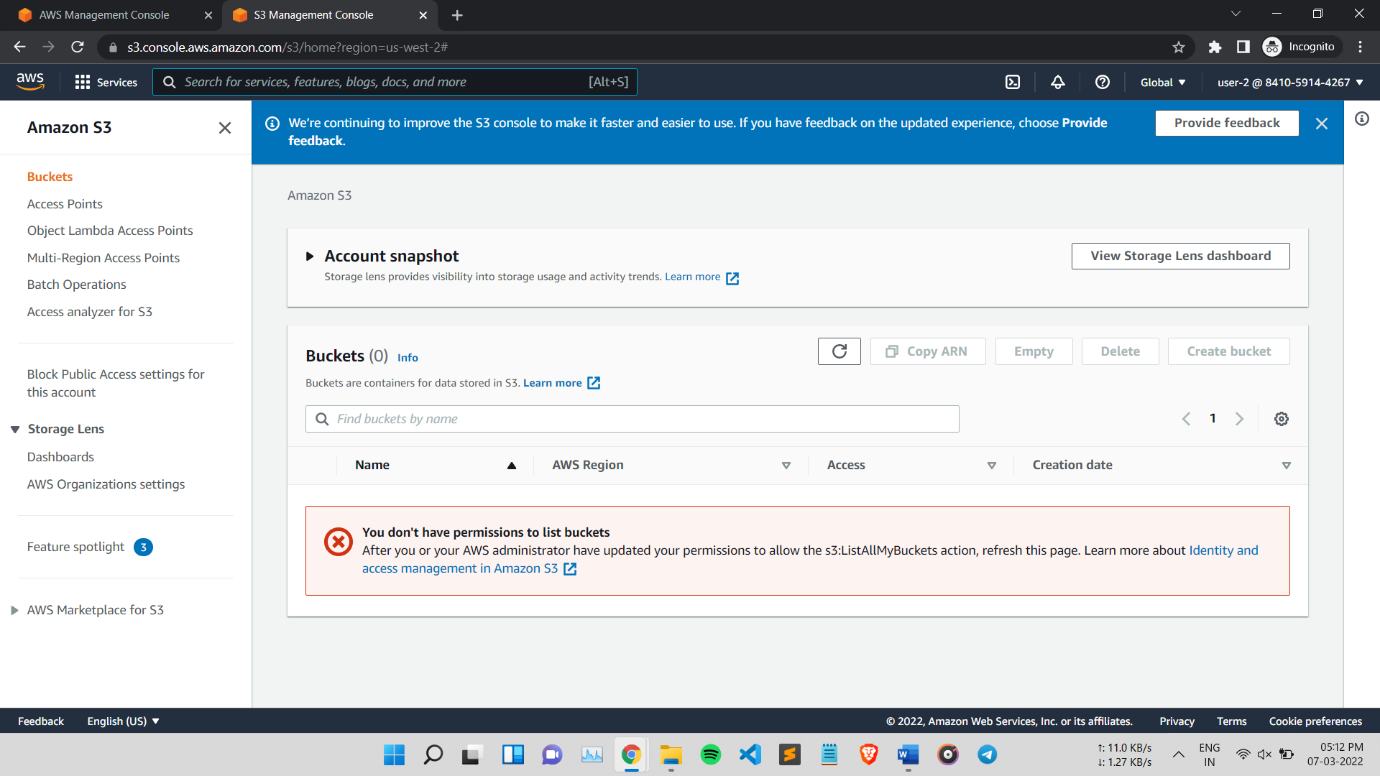 AWS Management Console
S3 Management Console
s3.console.aws.amazon.com/s3/home?region=us-west-2#
Incognito
aws
Services
Search for services, features, blogs, docs, and more
[Alt+S]
Global
user-2 @ 8410-5914-4267
Amazon S3
Buckets
Access Points
Object Lambda Access Points
Multi-Region Access Points
Batch Operations
Access analyzer for S3
Block Public Access settings for
this account
Storage Lens
Dashboards
AWS Organizations settings
Feature spotlight 3
AWS Marketplace for S3
We're continuing to improve the S3 console to make it faster and easier to use. If you have feedback on the updated experience, choose Provide
feedback.
Provide feedback
Amazon S3
Account snapshot
Storage lens provides visibility into storage usage and activity trends. Learn more
View Storage Lens dashboard
Buckets (0) Info
Buckets are containers for data stored in S3. Learn more
Copy ARN
Empty
Delete
Create bucket
Find buckets by name
1
Name
AWS Region
Access
Creation date
You don't have permissions to list buckets
After you or your AWS administrator have updated your permissions to allow the s3:ListAllMyBuckets action, refresh this page. Learn more about Identity and
access management in Amazon S3
Feedback
English (US)
© 2022, Amazon Web Services, Inc. or its affiliates.
Privacy
Terms
Cookie preferences
↑: 11.0 KB/s
↓: 1.27 KB/s
ENG
IN
05:12 PM
07-03-2022